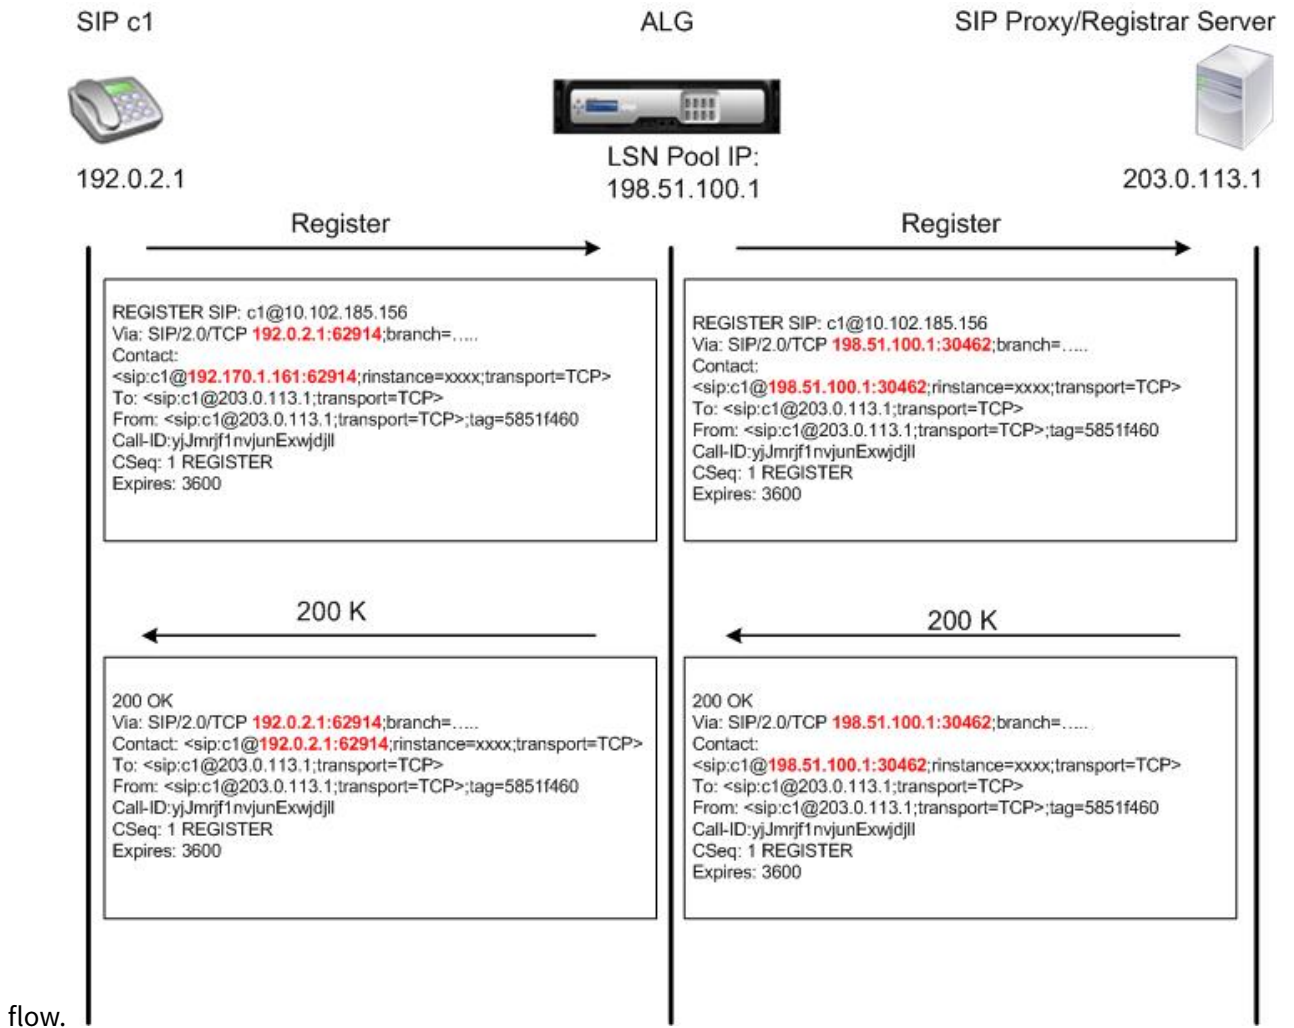 SIP c1
ALG
SIP Proxy/Registrar Server
192.0.2.1
LSN Pool IP:
198.51.100.1
203.0.113.1
Register
Register
REGISTER SIP: c1@10.102.185.156
Via: SIP/2.0/TCP 192.0.2.1:62914;branch=.....
Contact:
<sip:c1@192.170.1.161:62914;rinstance=xxxx;transport=TCP>
To: <sip:c1@203.0.113.1;transport=TCP>
From: <sip:c1@203.0.113.1;transport=TCP>;tag=5851f460
Call-ID:yjJmrjf1nvjunExwjdjll
CSeq: 1 REGISTER
Expires: 3600
REGISTER SIP: c1@10.102.185.156
Via: SIP/2.0/TCP 198.51.100.1:30462;branch=.....
Contact:
<sip:c1@198.51.100.1:30462;rinstance=xxxx;transport=TCP>
To: <sip:c1@203.0.113.1;transport=TCP>
From: <sip:c1@203.0.113.1;transport=TCP>;tag=5851f460
Call-ID:yjJmrjf1nvjunExwjdjll
CSeq: 1 REGISTER
Expires: 3600
200 K
200 K
200 OK
Via: SIP/2.0/TCP 192.0.2.1:62914;branch=.....
Contact: <sip:c1@192.0.2.1:62914;rinstance=xxxx;transport=TCP>
To: <sip:c1@203.0.113.1;transport=TCP>
From: <sip:c1@203.0.113.1;transport=TCP>;tag=5851f460
Call-ID:yjJmrjf1nvjunExwjdjll
CSeq: 1 REGISTER
Expires: 3600
200 OK
Via: SIP/2.0/TCP 198.51.100.1:30462;branch=.....
Contact:
<sip:c1@198.51.100.1:30462;rinstance=xxxx;transport=TCP>
To: <sip:c1@203.0.113.1;transport=TCP>
From: <sip:c1@203.0.113.1;transport=TCP>;tag=5851f460
Call-ID:yjJmrjf1nvjunExwjdjll
CSeq: 1 REGISTER
Expires: 3600
flow.